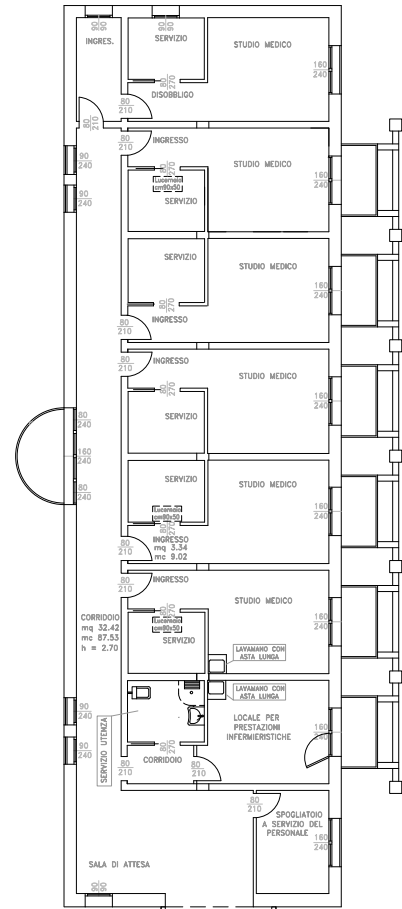 90
90
90
90
INGRES.
SERVIZIO
STUDIO MEDICO
160
240
80
270
DISOBBLIGO
80
210
80
210
INGRESSO
STUDIO MEDICO
90
240
80
270
160
240
Lucernaio
cm90x50
90
240
SERVIZIO
SERVIZIO
STUDIO MEDICO
160
240
80
270
INGRESSO
80
210
INGRESSO
80
210
80
270
STUDIO MEDICO
160
240
80
240
SERVIZIO
160
240
80
240
SERVIZIO
STUDIO MEDICO
Lucernaio
cm90x50
160
240
80
270
INGRESSO
mq 3.34
mc 9.02
80
210
INGRESSO
80
210
80
270
STUDIO MEDICO
160
240
CORRIDOIO
mq 32.42
mc 87.53
h = 2.70
Lucernaio
cm90x50
SERVIZIO
LAVAMANO CON
ASTA LUNGA
LAVAMANO CON
ASTA LUNGA
90
240
LOCALE PER
PRESTAZIONI
INFERMIERISTICHE
160
240
90
240
SERVIZIO UTENZA
80
270
CORRIDOIO
80
210
80
210
80
210
SPOGLIATOIO
A SERVIZIO DEL
PERSONALE
160
240
SALA DI ATTESA
90
90